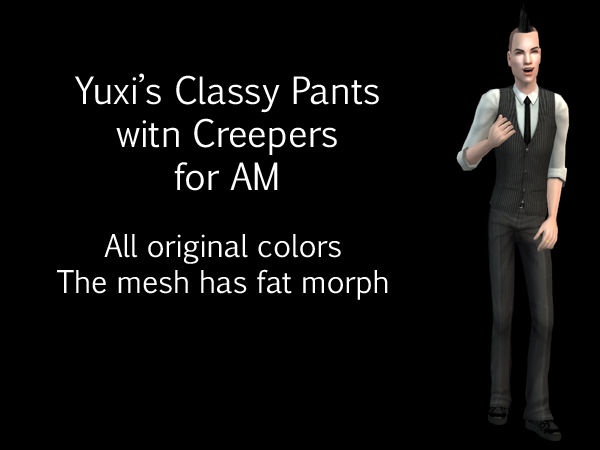 Yuxi's Classy Pants
witn Creepers
for AM
All original colors
The mesh has fat morph